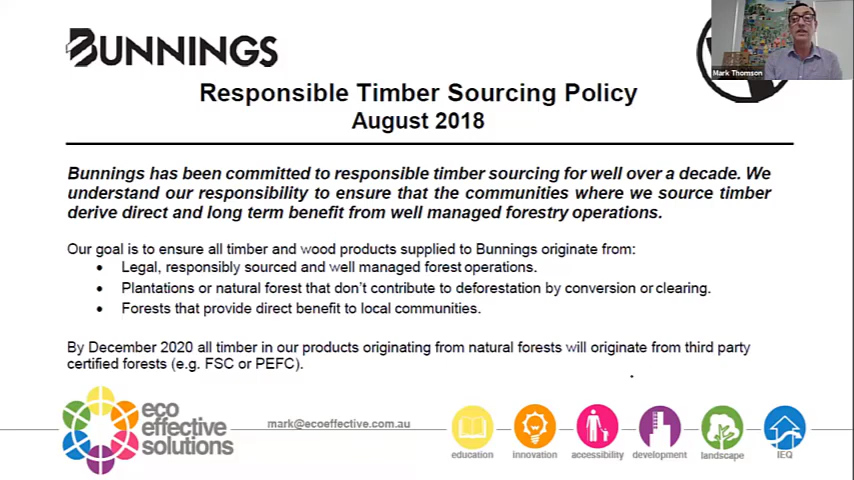 BUNNINGS
Mark Thomson
Responsible Timber Sourcing Policy
August 2018
Bunnings has been committed to responsible timber sourcing for well over a decade. We
understand our responsibility to ensure that the communities where we source timber
derive direct and long term benefit from well managed forestry operations.
Our goal is to ensure all timber and wood products supplied to Bunnings originate from:
• Legal, responsibly sourced and well managed forest operations.
• Plantations or natural forest that don't contribute to deforestation by conversion or clearing.
• Forests that provide direct benefit to local communities.
By December 2020 all timber in our products originating from natural forests will originate from third party
certified forests (e.g. FSC or PEFC).
eco
effective
solutions
mark@ecoeffective.com.au
education
innovation
accessibility
development
landscape
IEQ